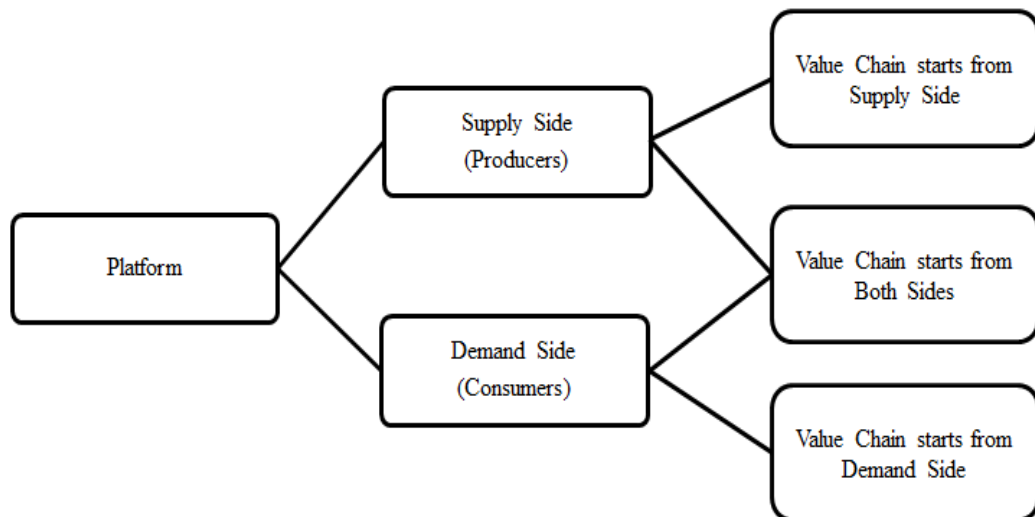 Platform
Supply Side
(Producers)
Demand Side
(Consumers)
Value Chain starts from
Supply Side
Value Chain starts from
Both Sides
Value Chain starts from
Demand Side